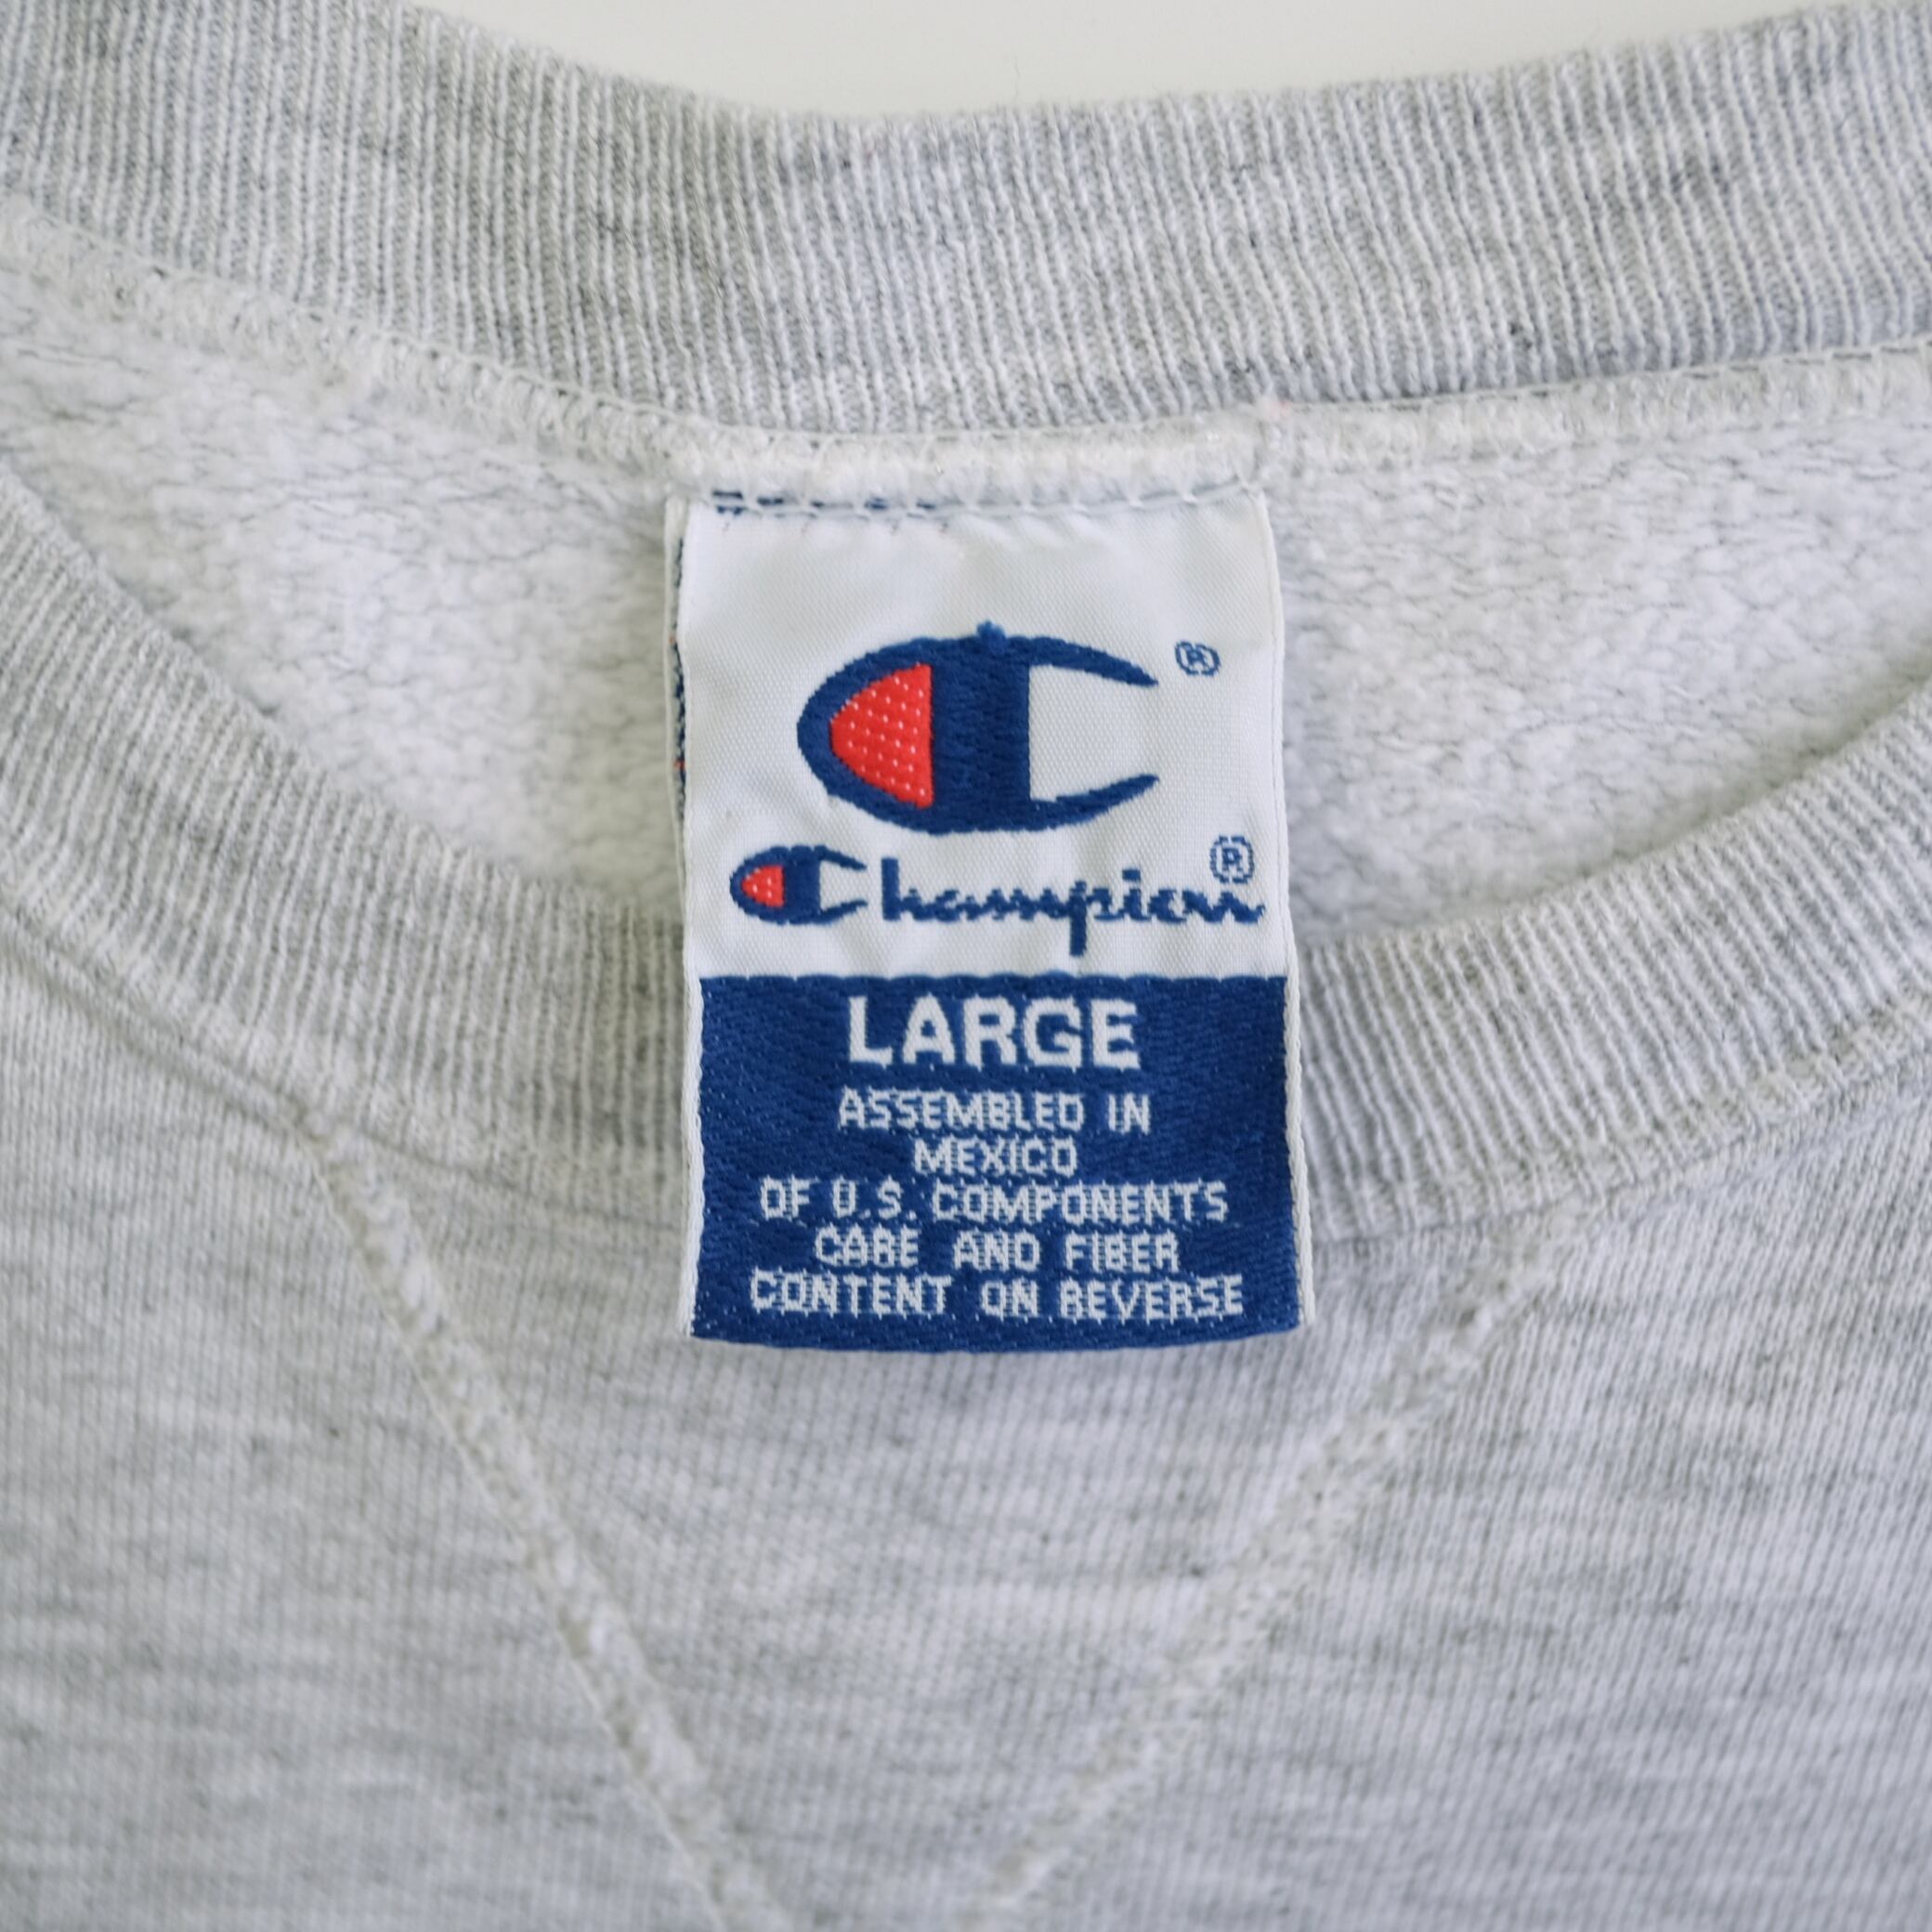 ®
Champion®
LARGE
ASSEMBLED IN
MEXICO
OF U.S. COMPONENTS
CARE AND FIBER
CONTENT ON REVERSE